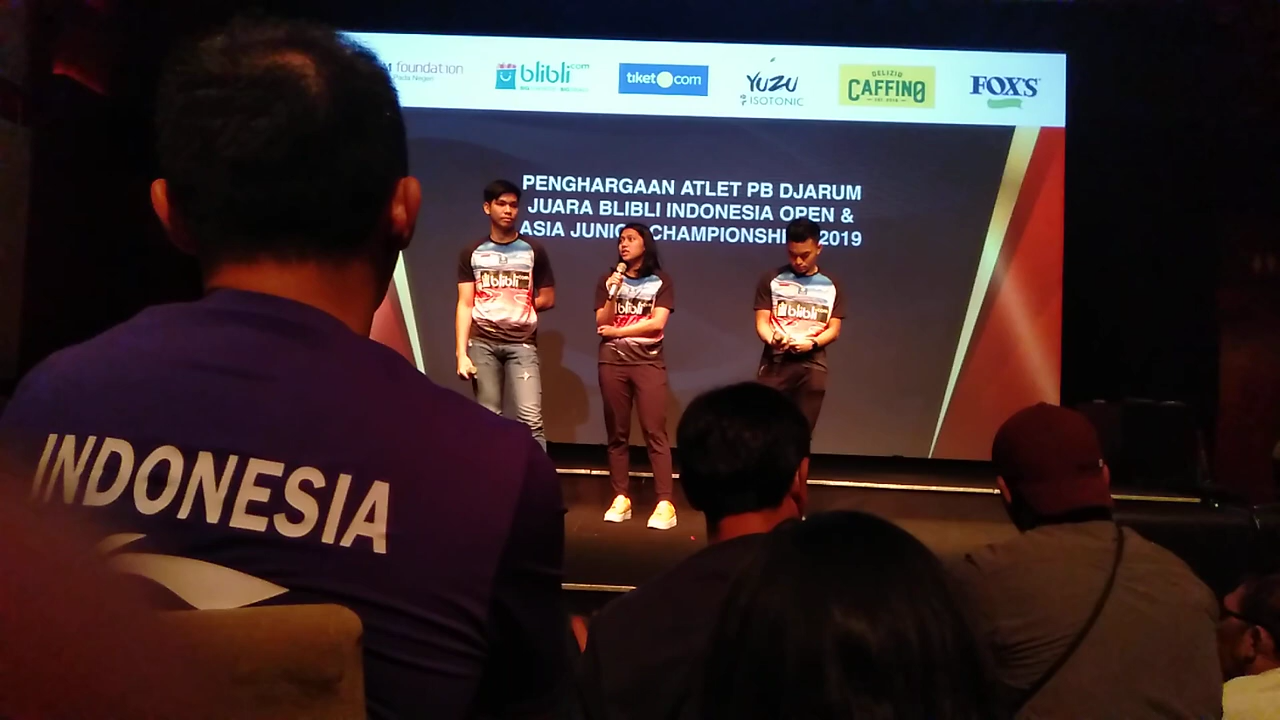 foundation
blibli.com
tiket.com
YUZU
ISOTONIC
DELIZIO
CAFFINO
FOX'S
PENGHARGAAN ATLET PB DJARUM
JUARA BLIBLI INDONESIA OPEN &
ASIA JUNIOR CHAMPIONSHIP 2019
blibli
blibli
blibli
INDONESIA